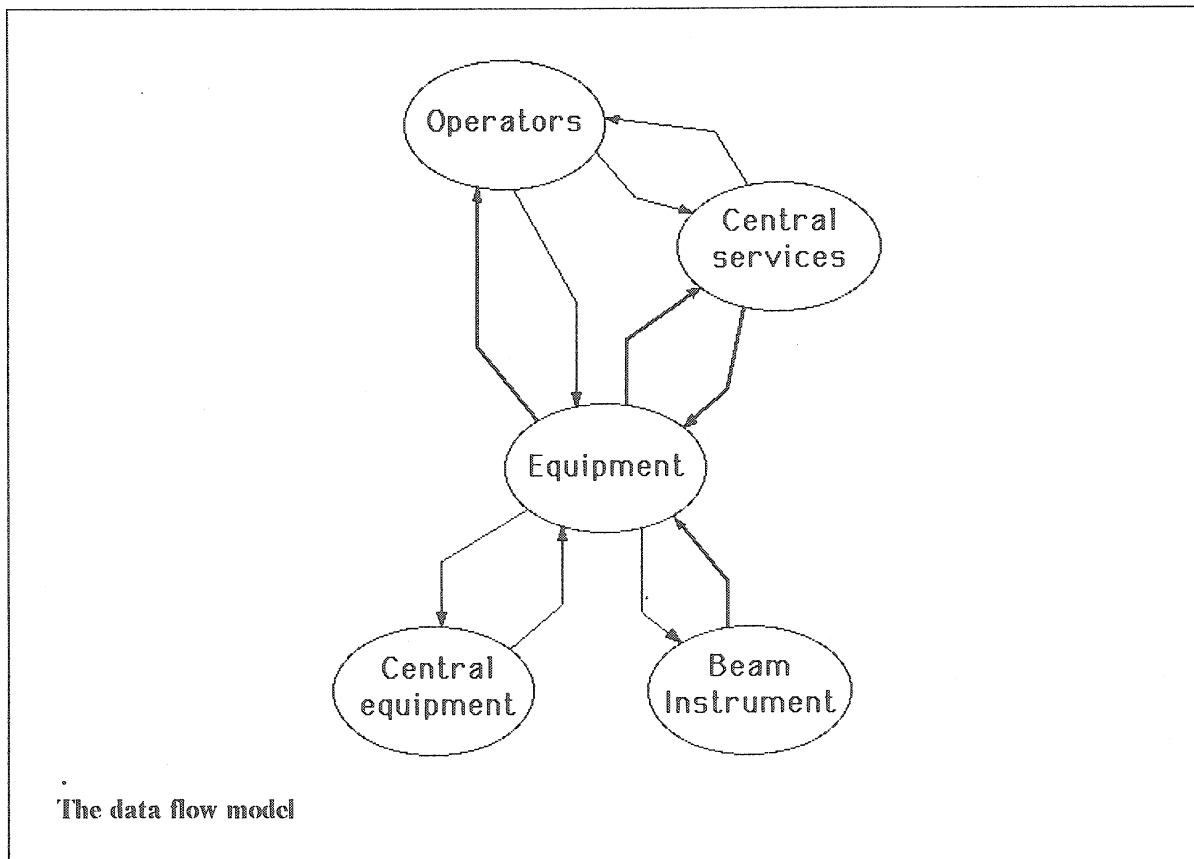 Operators
Central
services
Equipment
Central
equipment
Beam
Instrument
The data flow model